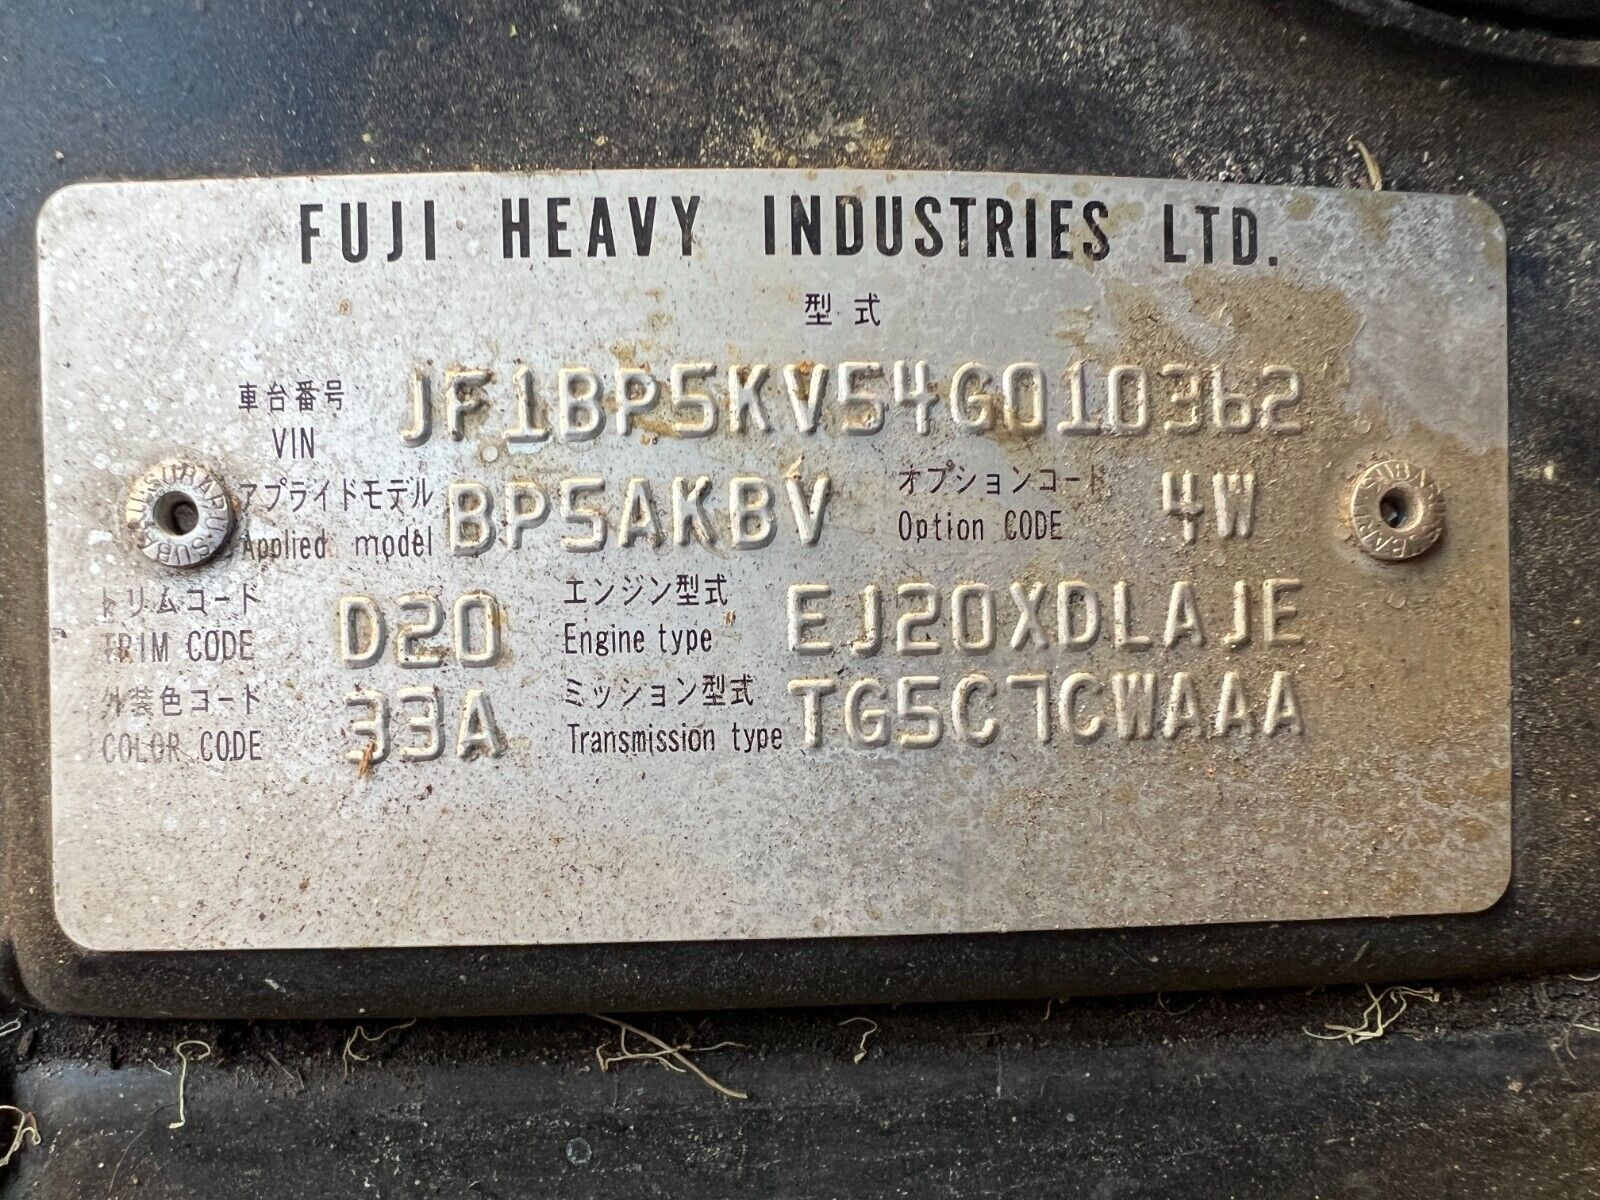 FUJI HEAVY INDUSTRIES LTD.
型式
車台番号
VIN
JF1BP5KV54G010362
アプライドモデル
Applied model
BP5AKBV
オプションコード
Option CODE
4W
トリムコード
TRIM CODE
D20
エンジン型式
Engine type
EJ20XDLAJE
外装色コード
COLOR CODE
33A
ミッション型式
Transmission type
TG5C7CWAAA
SUBARU
SUBARU